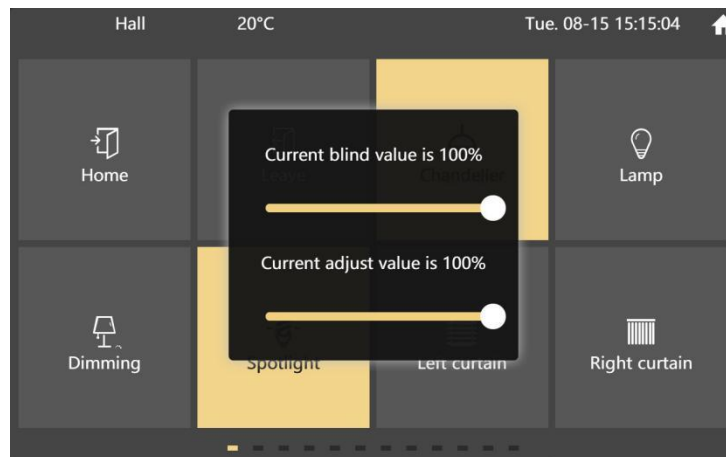 Hall 20°C Tue. 08-15 15:15:04
Home Leave Chandelier Lamp
Current blind value is 100%
Current adjust value is 100%
Dimming Spotlight Left curtain Right curtain